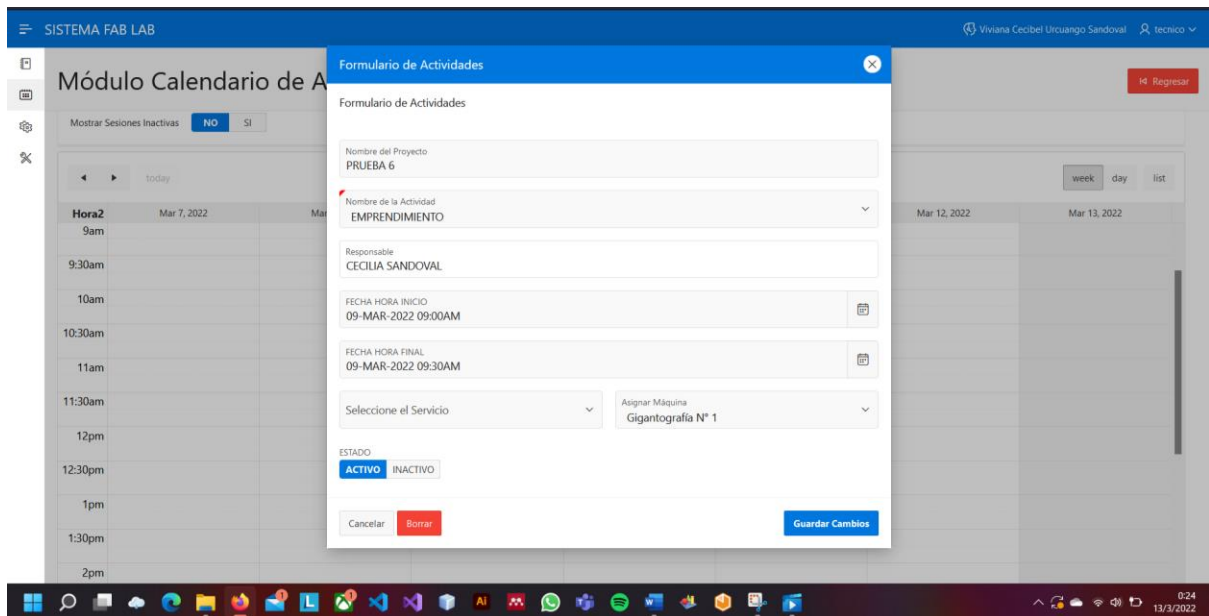 SISTEMA FAB LAB
Viviana Cecibel Urcuango Sandoval tecnico
Formulario de Actividades
Módulo Calendario de A
Regresar
Formulario de Actividades
Mostrar Sesiones Inactivas NO SI
Nombre del Proyecto
PRUEBA 6
today
week day list
Nombre de la Actividad
EMPRENDIMIENTO
Hora2 Mar 7, 2022 Mar Mar 12, 2022 Mar 13, 2022
9am
Responsable
CECILIA SANDOVAL
9:30am
10am
FECHA HORA INICIO
09-MAR-2022 09:00AM
10:30am
FECHA HORA FINAL
09-MAR-2022 09:30AM
11am
11:30am
Seleccione el Servicio
Asignar Máquina
Gigantografía N° 1
12pm
ESTADO
ACTIVO INACTIVO
12:30pm
1pm
Cancelar Borrar Guardar Cambios
1:30pm
2pm
0:24
13/3/2022